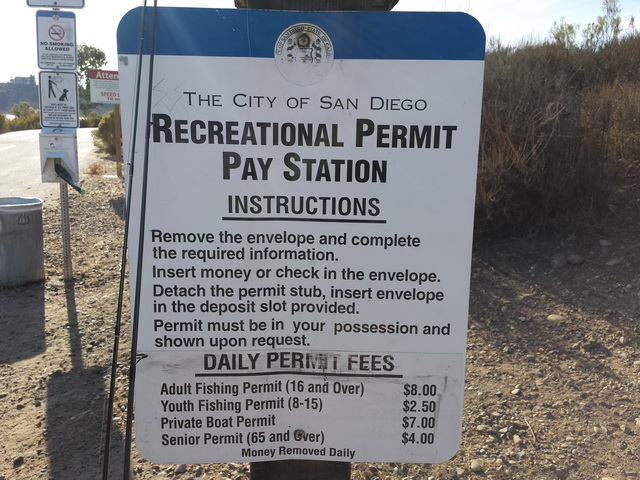 THE CITY OF SAN DIEGO
RECREATIONAL PERMIT
PAY STATION
INSTRUCTIONS
Remove the envelope and complete
the required information.
Insert money or check in the envelope.
Detach the permit stub, insert envelope
in the deposit slot provided.
Permit must be in your possession and
shown upon request.
DAILY PERMIT FEES
Adult Fishing Permit (16 and Over) $8.00
Youth Fishing Permit (8-15) $2.50
Private Boat Permit $7.00
Senior Permit (65 and Over) $4.00
Money Removed Daily
NO SMOKING
ALLOWED
Atten
SPEED L